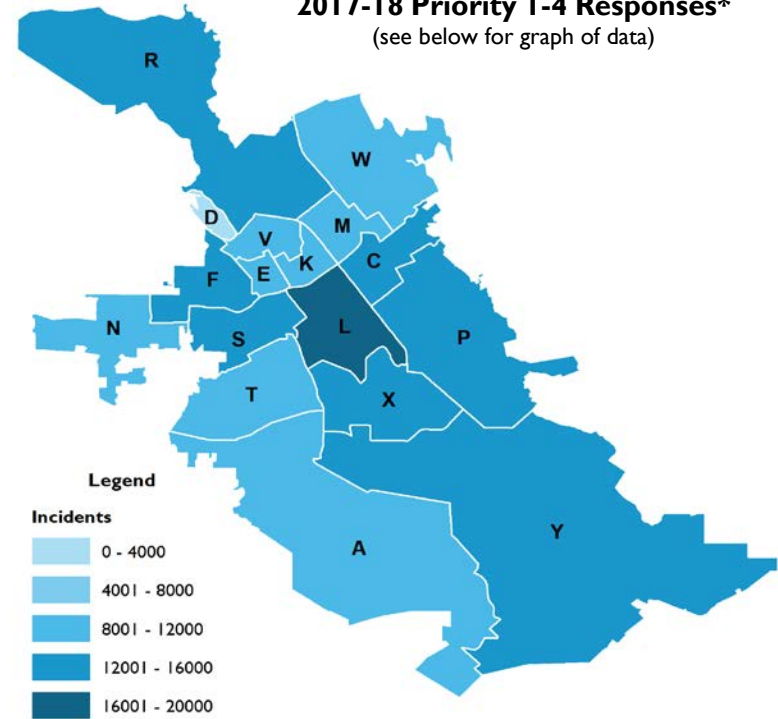 2017-18 Priority 1-4 Responses*
(see below for graph of data)
R
W
D
M
V
C
K
E
F
N
L
S
P
T
X
Y
A
Legend
Incidents
0 - 4000
4001 - 8000
8001 - 12000
12001 - 16000
16001 - 20000